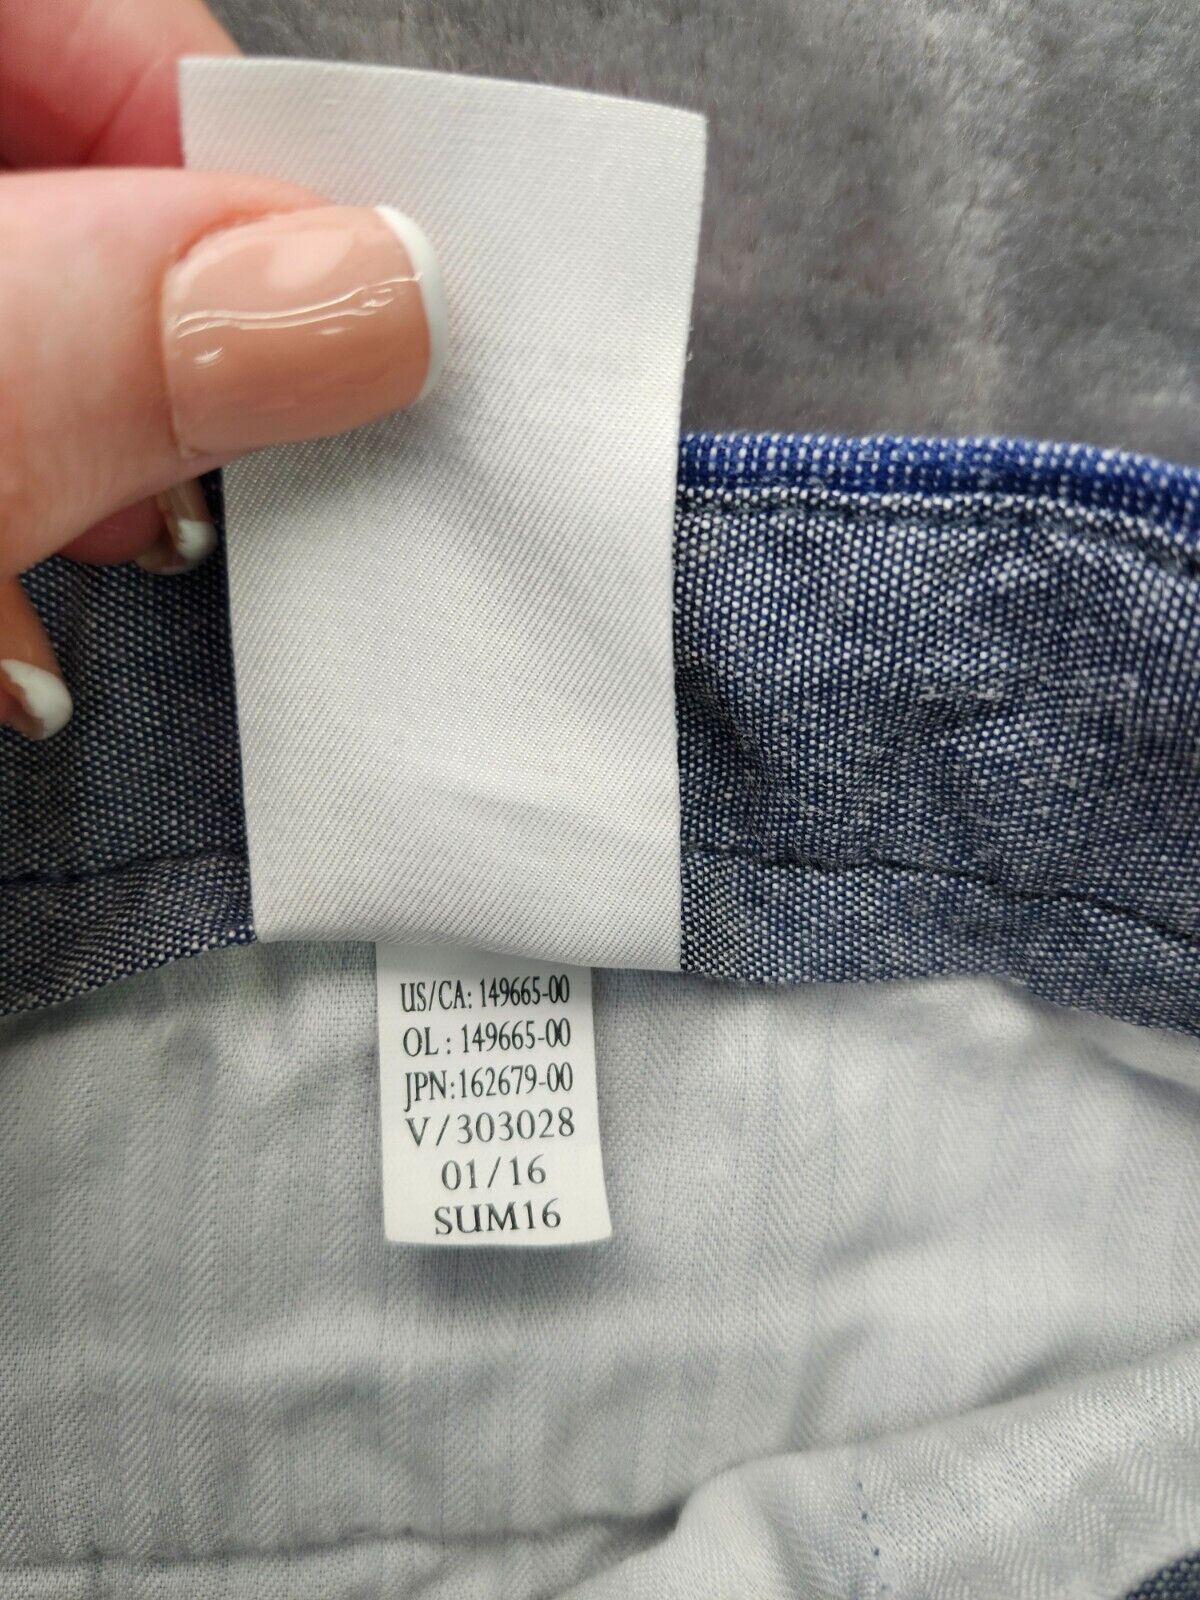 US/CA: 149665-00
OL: 149665-00
JPN:162679-00
V/303028
01/16
SUM16